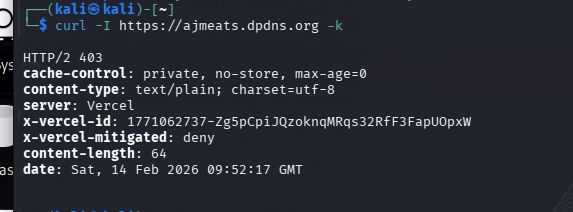 ┌──(kali㉿kali)-[~]
└─$ curl -I https://ajmeats.dpdns.org -k
HTTP/2 403
cache-control: private, no-store, max-age=0
content-type: text/plain; charset=utf-8
server: Vercel
x-vercel-id: 1771062737-Zg5pCpiJQzoknqMRqs32RfF3FapUOpxW
x-vercel-mitigated: deny
content-length: 64
date: Sat, 14 Feb 2026 09:52:17 GMT